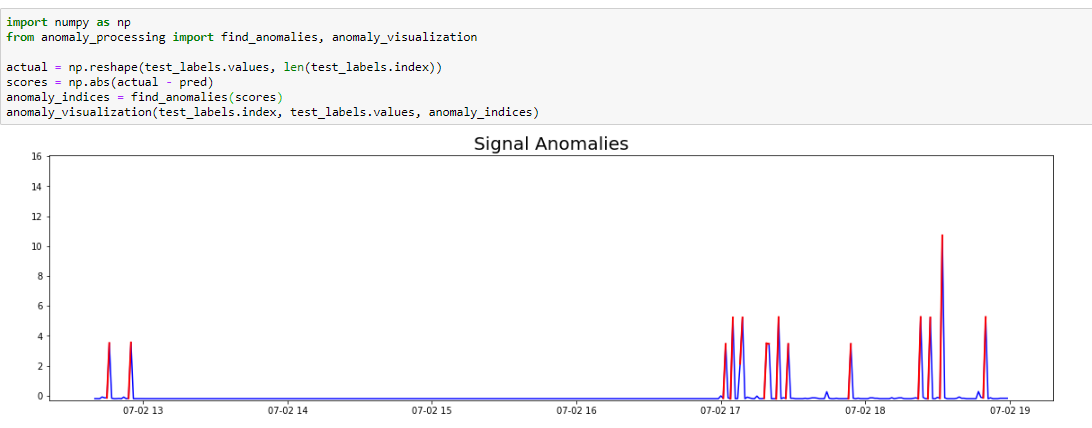 import numpy as np
from anomaly_processing import find_anomalies, anomaly_visualization
actual = np.reshape(test_labels.values, len(test_labels.index))
scores = np.abs(actual - pred)
anomaly_indices = find_anomalies(scores)
anomaly_visualization(test_labels.index, test_labels.values, anomaly_indices)
Signal Anomalies
16
14
12
10
8
6
4
2
0
07-02 13
07-02 14
07-02 15
07-02 16
07-02 17
07-02 18
07-02 19